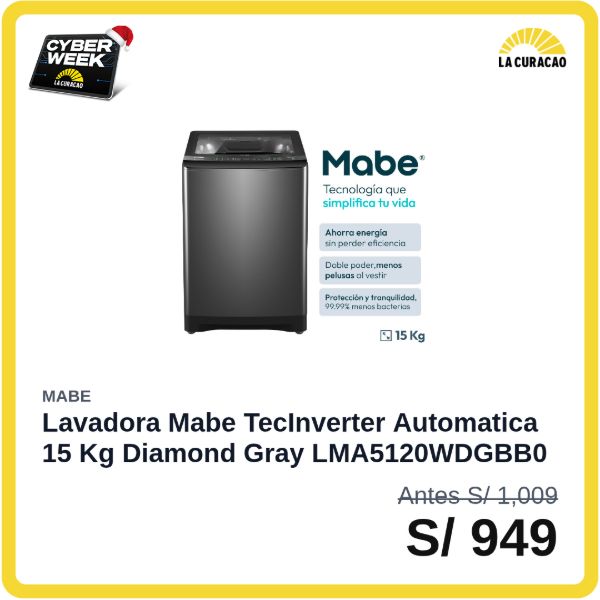 CYBER
WEEK
LA CURACAO
LA CURACAO
Mabe®
Tecnología que
simplifica tu vida
Ahorra energía
sin perder eficiencia
Doble poder,menos
pelusas al vestir
Protección y tranquilidad,
99.99% menos bacterias
15 Kg
MABE
Lavadora Mabe TecInverter Automatica
15 Kg Diamond Gray LMA5120WDGBB0
Antes S/ 1,009
S/ 949